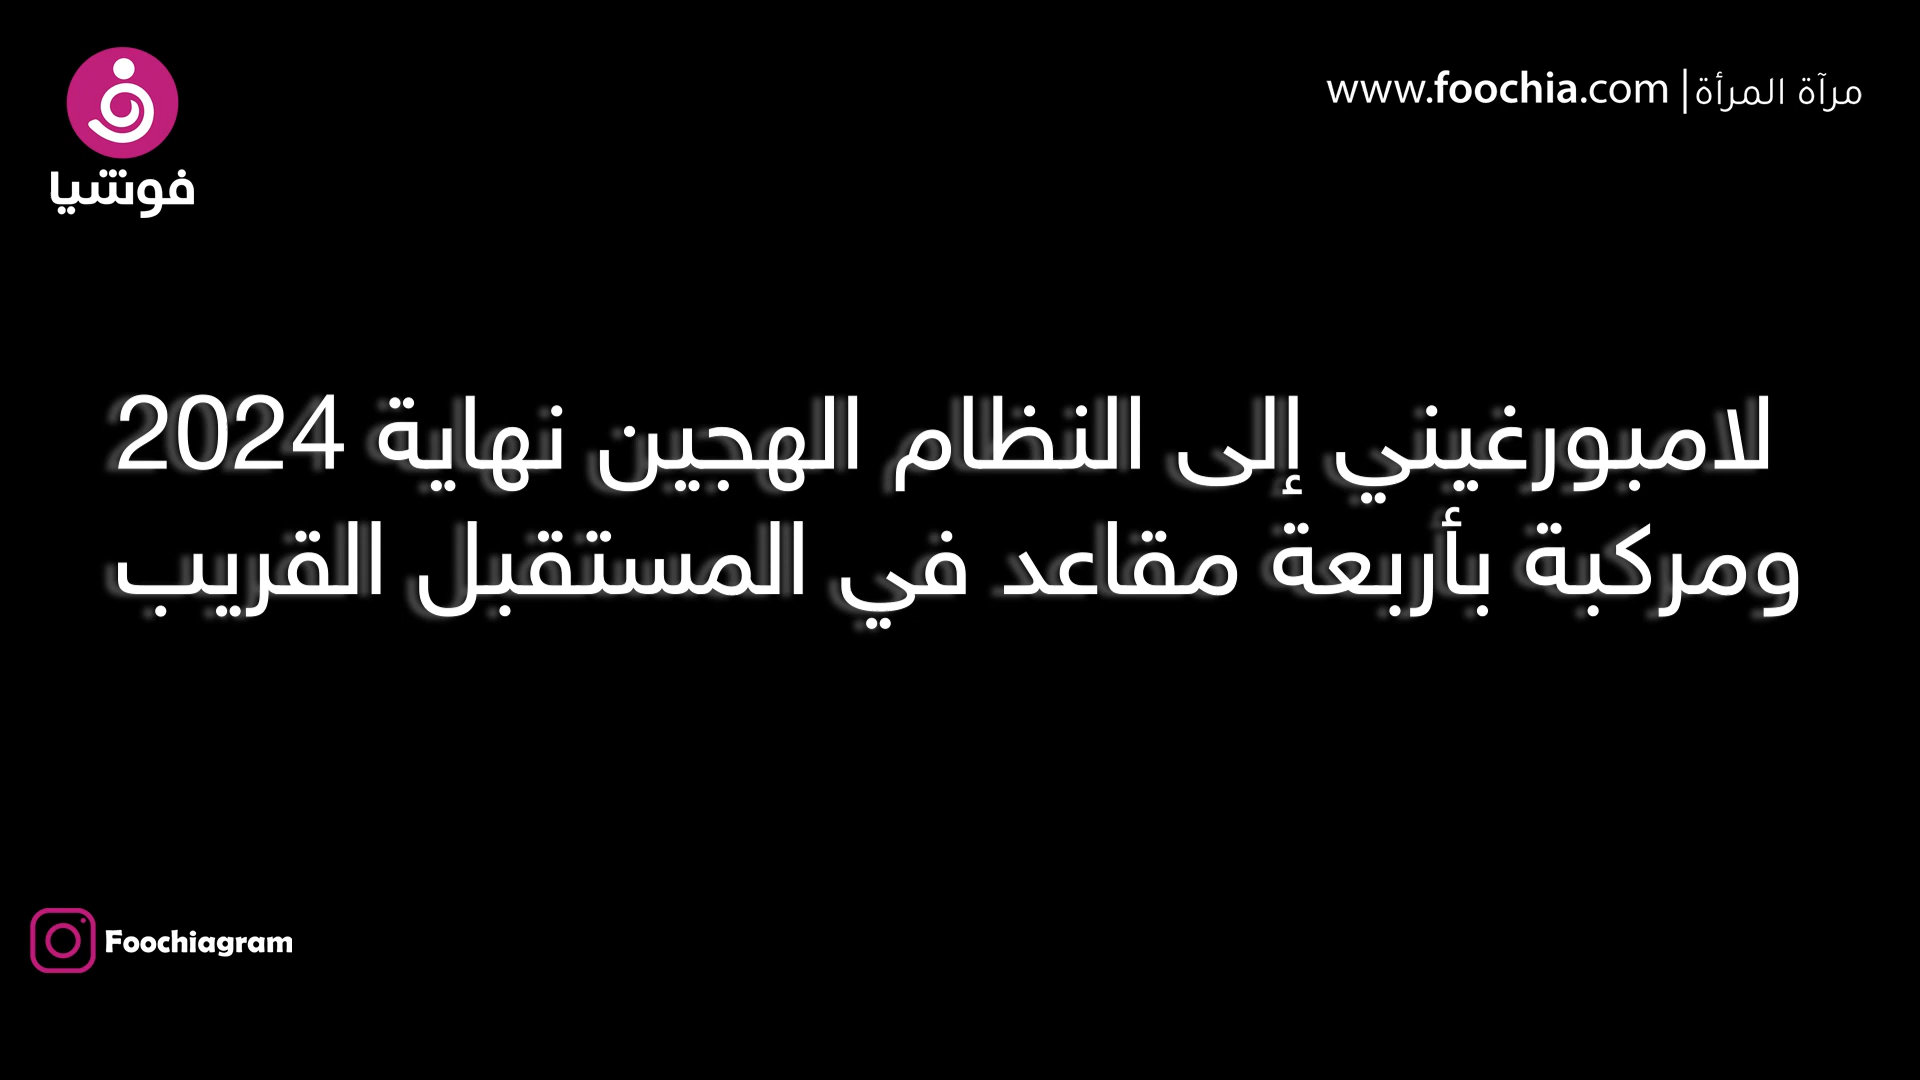 www.foochia.com | مرآة المرأة
فوشيا
لامبورغيني إلى النظام الهجين نهاية 2024
ومركبة بأربعة مقاعد في المستقبل القريب
Foochiagram